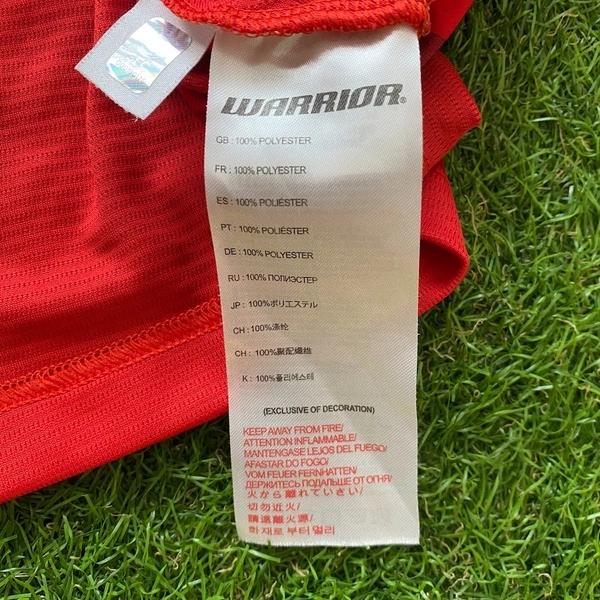 WARRIOR®
GB : 100% POLYESTER
FR : 100% POLYESTER
ES : 100% POLIÉSTER
PT : 100% POLIÉSTER
DE : 100% POLYESTER
RU : 100% ПОЛИЭСТЕР
JP : 100%ポリエステル
CH : 100%涤纶
CH : 100%聚配纖維
K : 100%폴리에스테
(EXCLUSIVE OF DECORATION)
KEEP AWAY FROM FIRE/
ATTENTION INFLAMMABLE/
MANTENGASE LEJOS DEL FUEGO/
AFASTAR DO FOGO/
VOM FEUER FERNHATTEN/
ДЕРЖИТЕСЬ ПОДАЛЬШЕ ОТ ОГНЯ/
火から離れていさい/
切勿近火/
請遠離火源/
화재로 부터 멀리